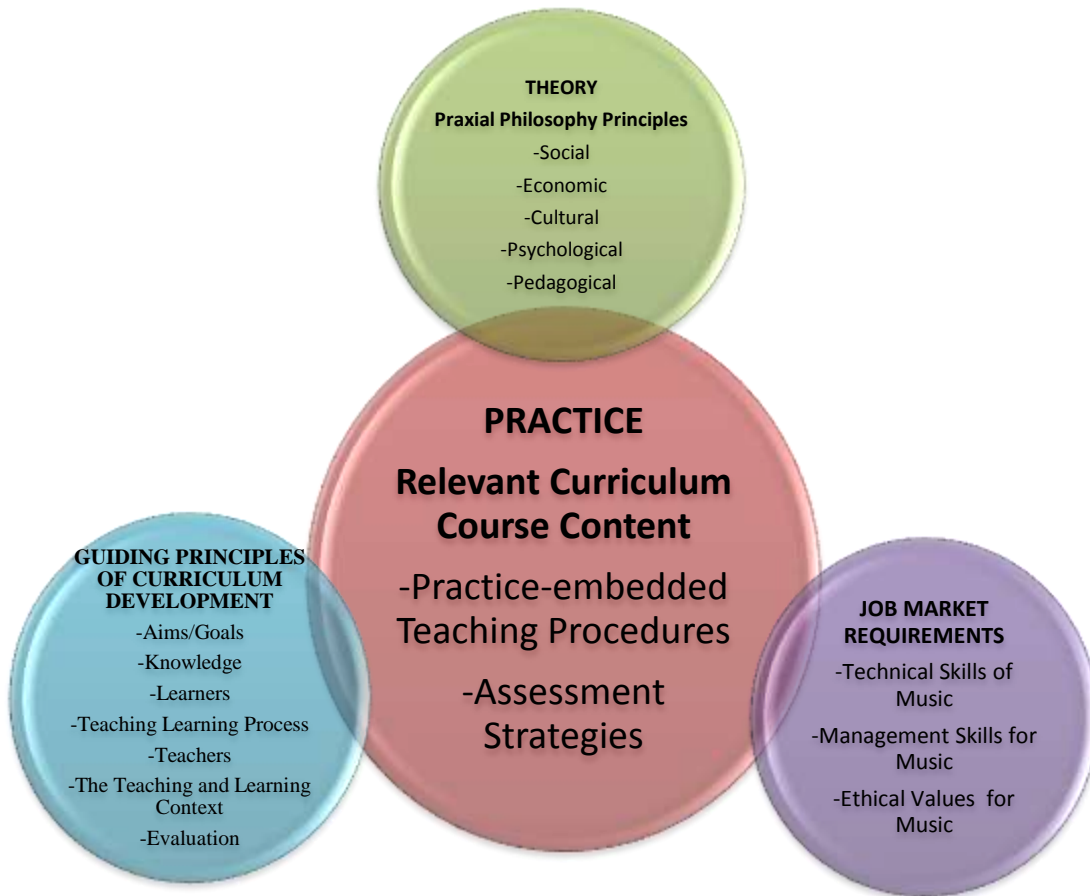 THEORY
Praxial Philosophy Principles
-Social
-Economic
-Cultural
-Psychological
-Pedagogical
PRACTICE
Relevant Curriculum
Course Content
-Practice-embedded
Teaching Procedures
-Assessment
Strategies
GUIDING PRINCIPLES
OF CURRICULUM
DEVELOPMENT
-Aims/Goals
-Knowledge
-Learners
-Teaching Learning Process
-Teachers
-The Teaching and Learning
Context
-Evaluation
JOB MARKET
REQUIREMENTS
-Technical Skills of
Music
-Management Skills for
Music
-Ethical Values for
Music